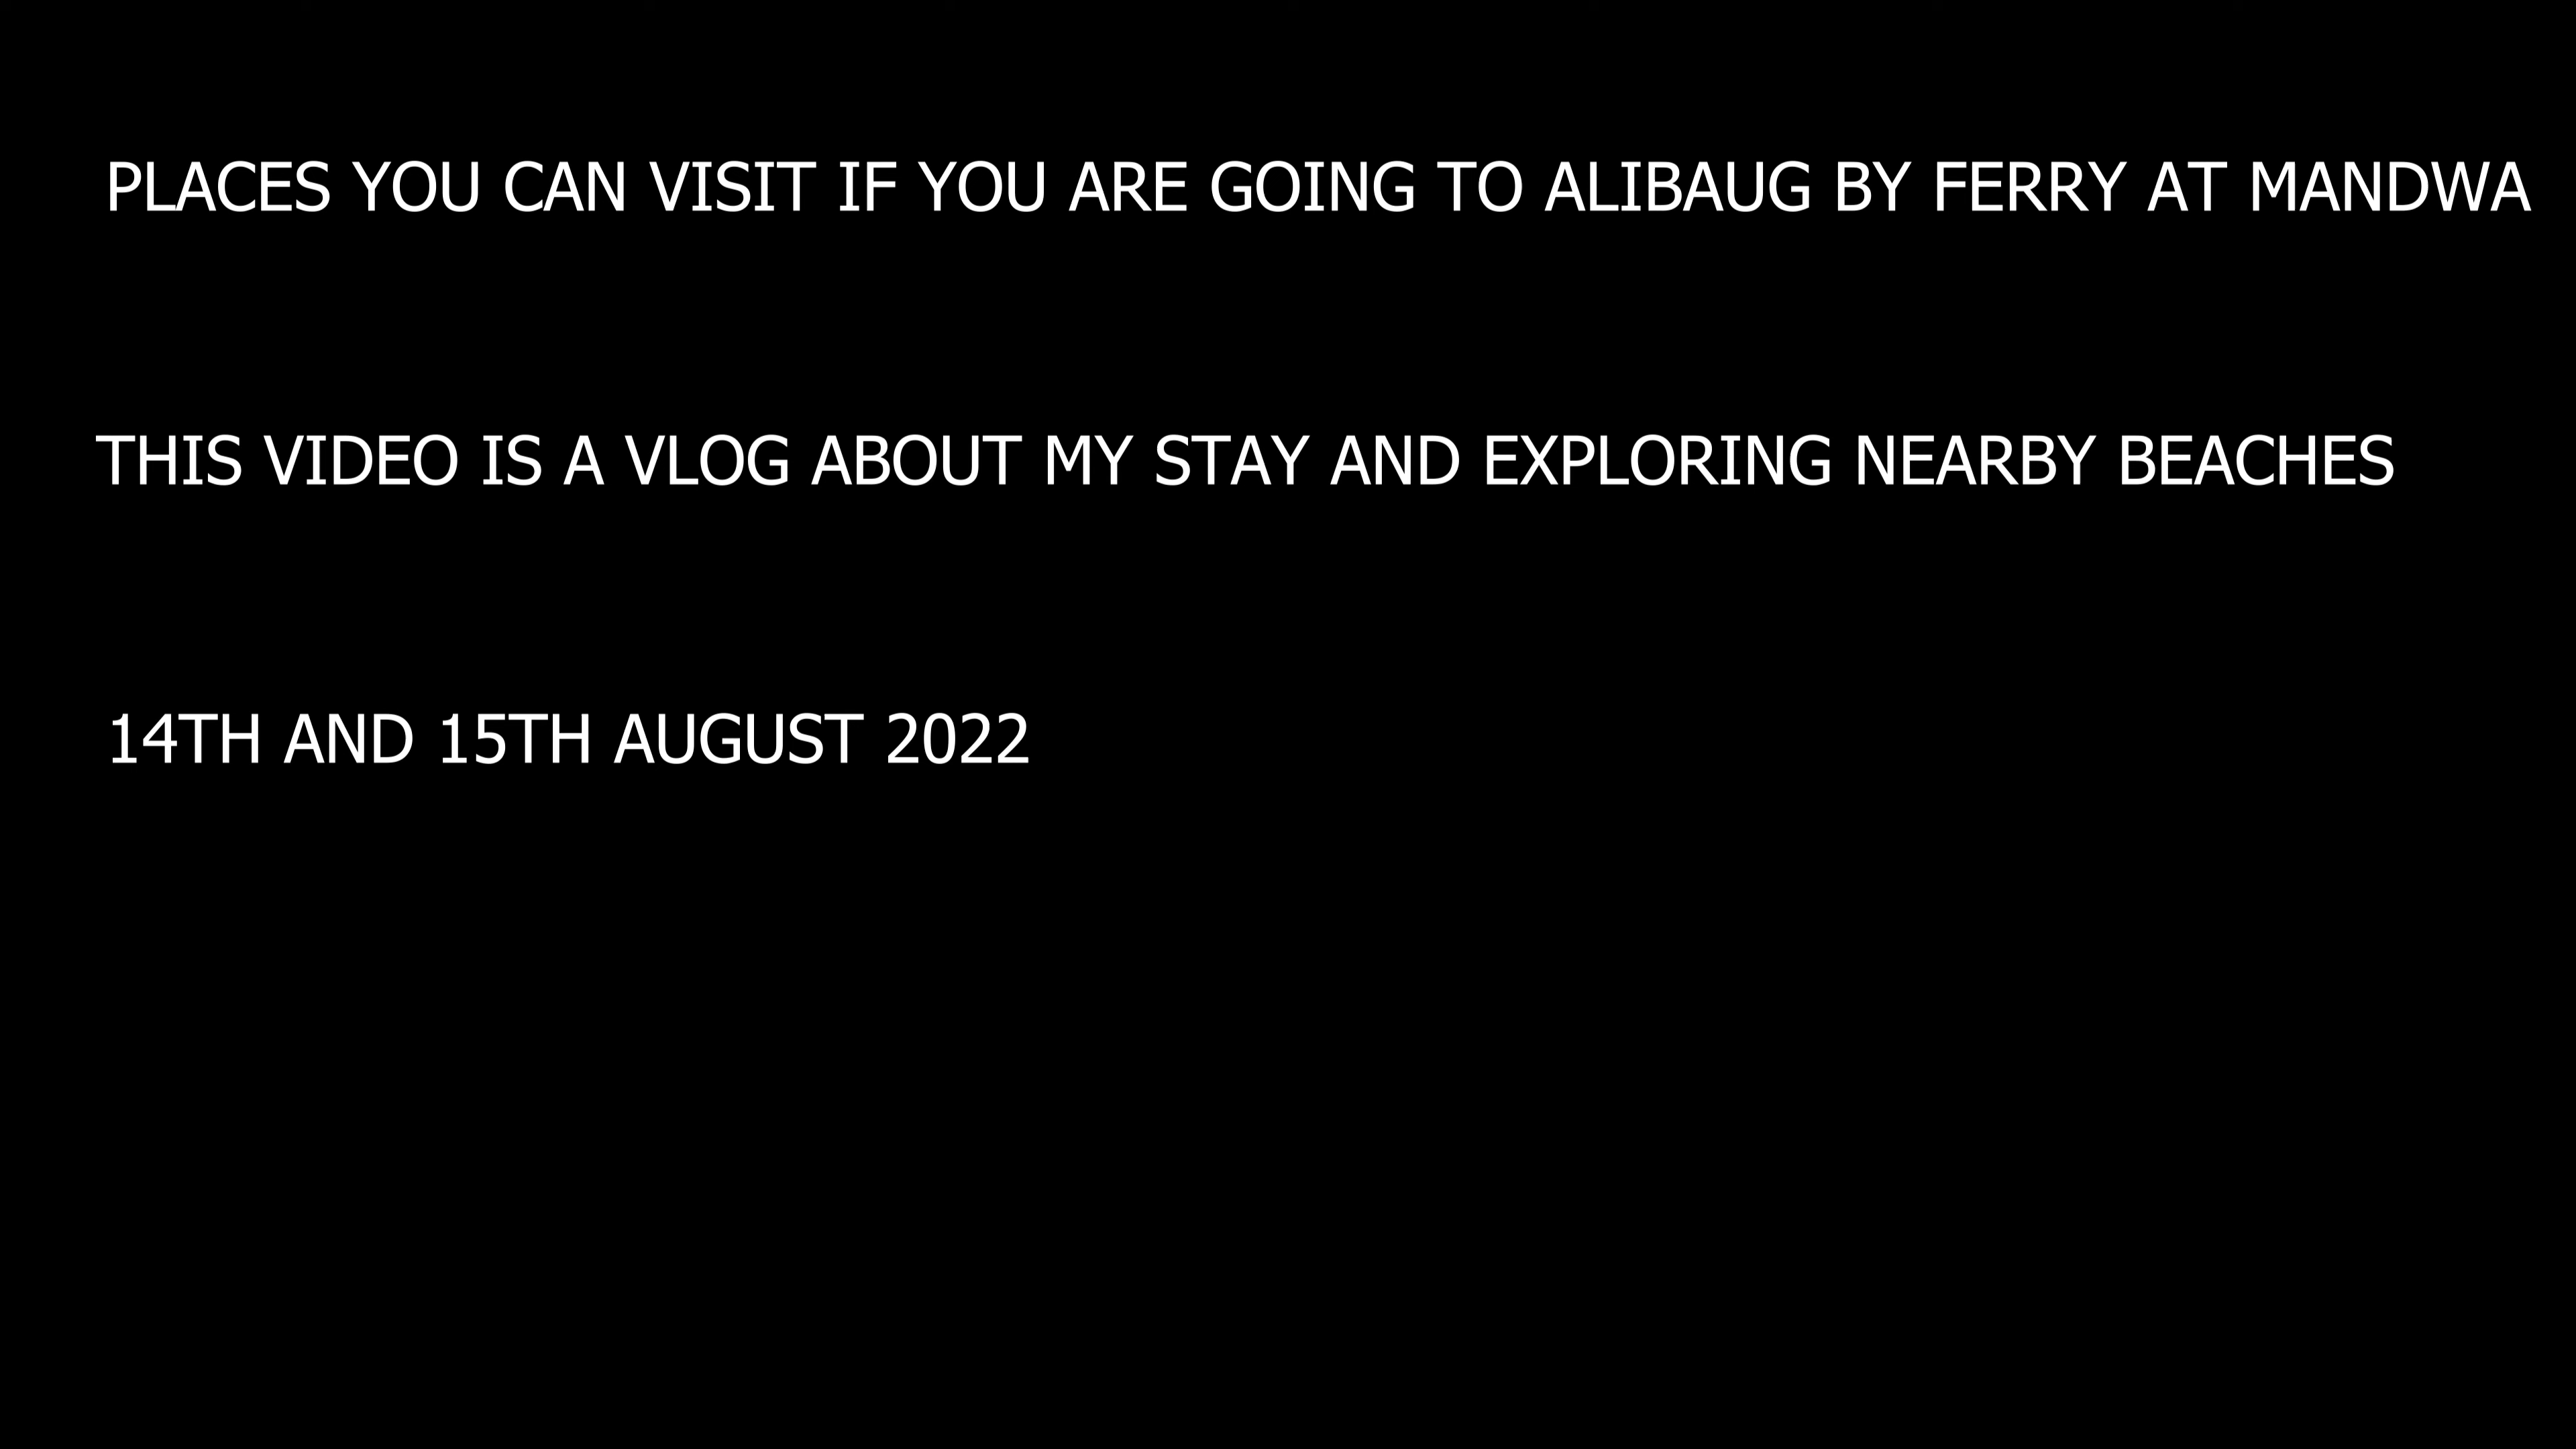 PLACES YOU CAN VISIT IF YOU ARE GOING TO ALIBAUG BY FERRY AT MANDWA
THIS VIDEO IS A VLOG ABOUT MY STAY AND EXPLORING NEARBY BEACHES
14TH AND 15TH AUGUST 2022